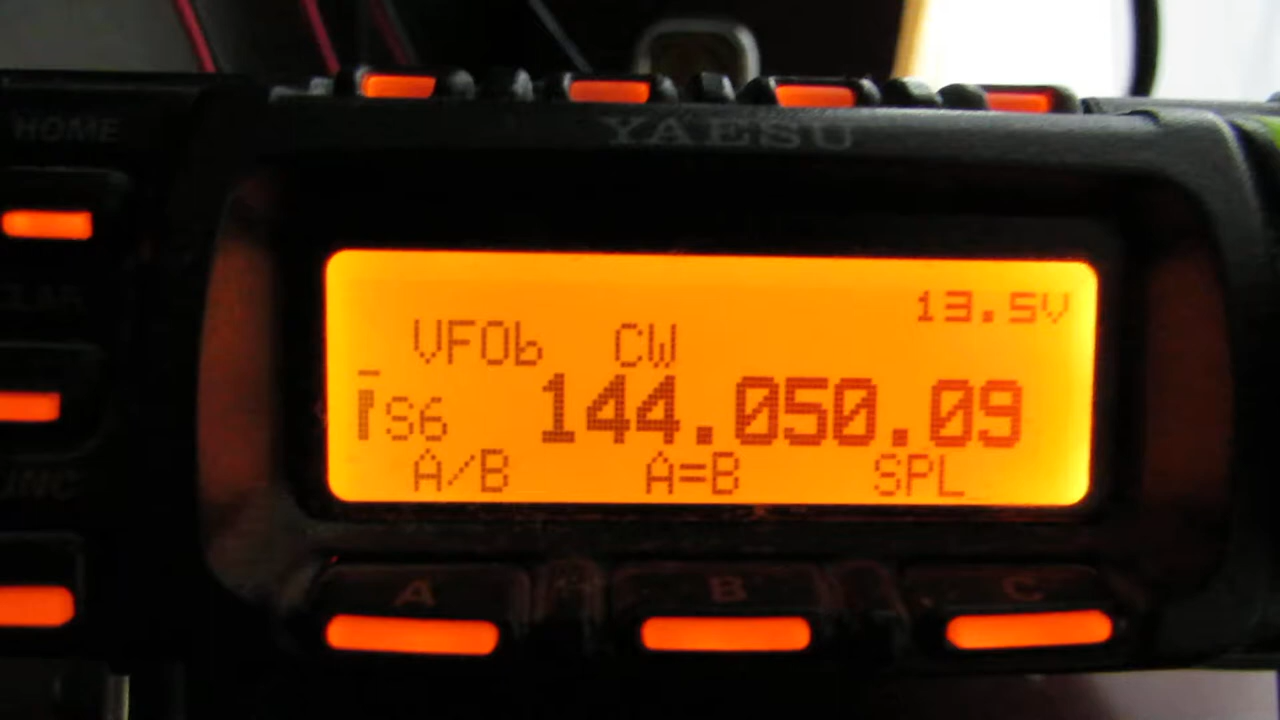 HOME
YAESU
13.5V
VFOb CW
S6 144.050.09
A/B A=B SPL
A B C